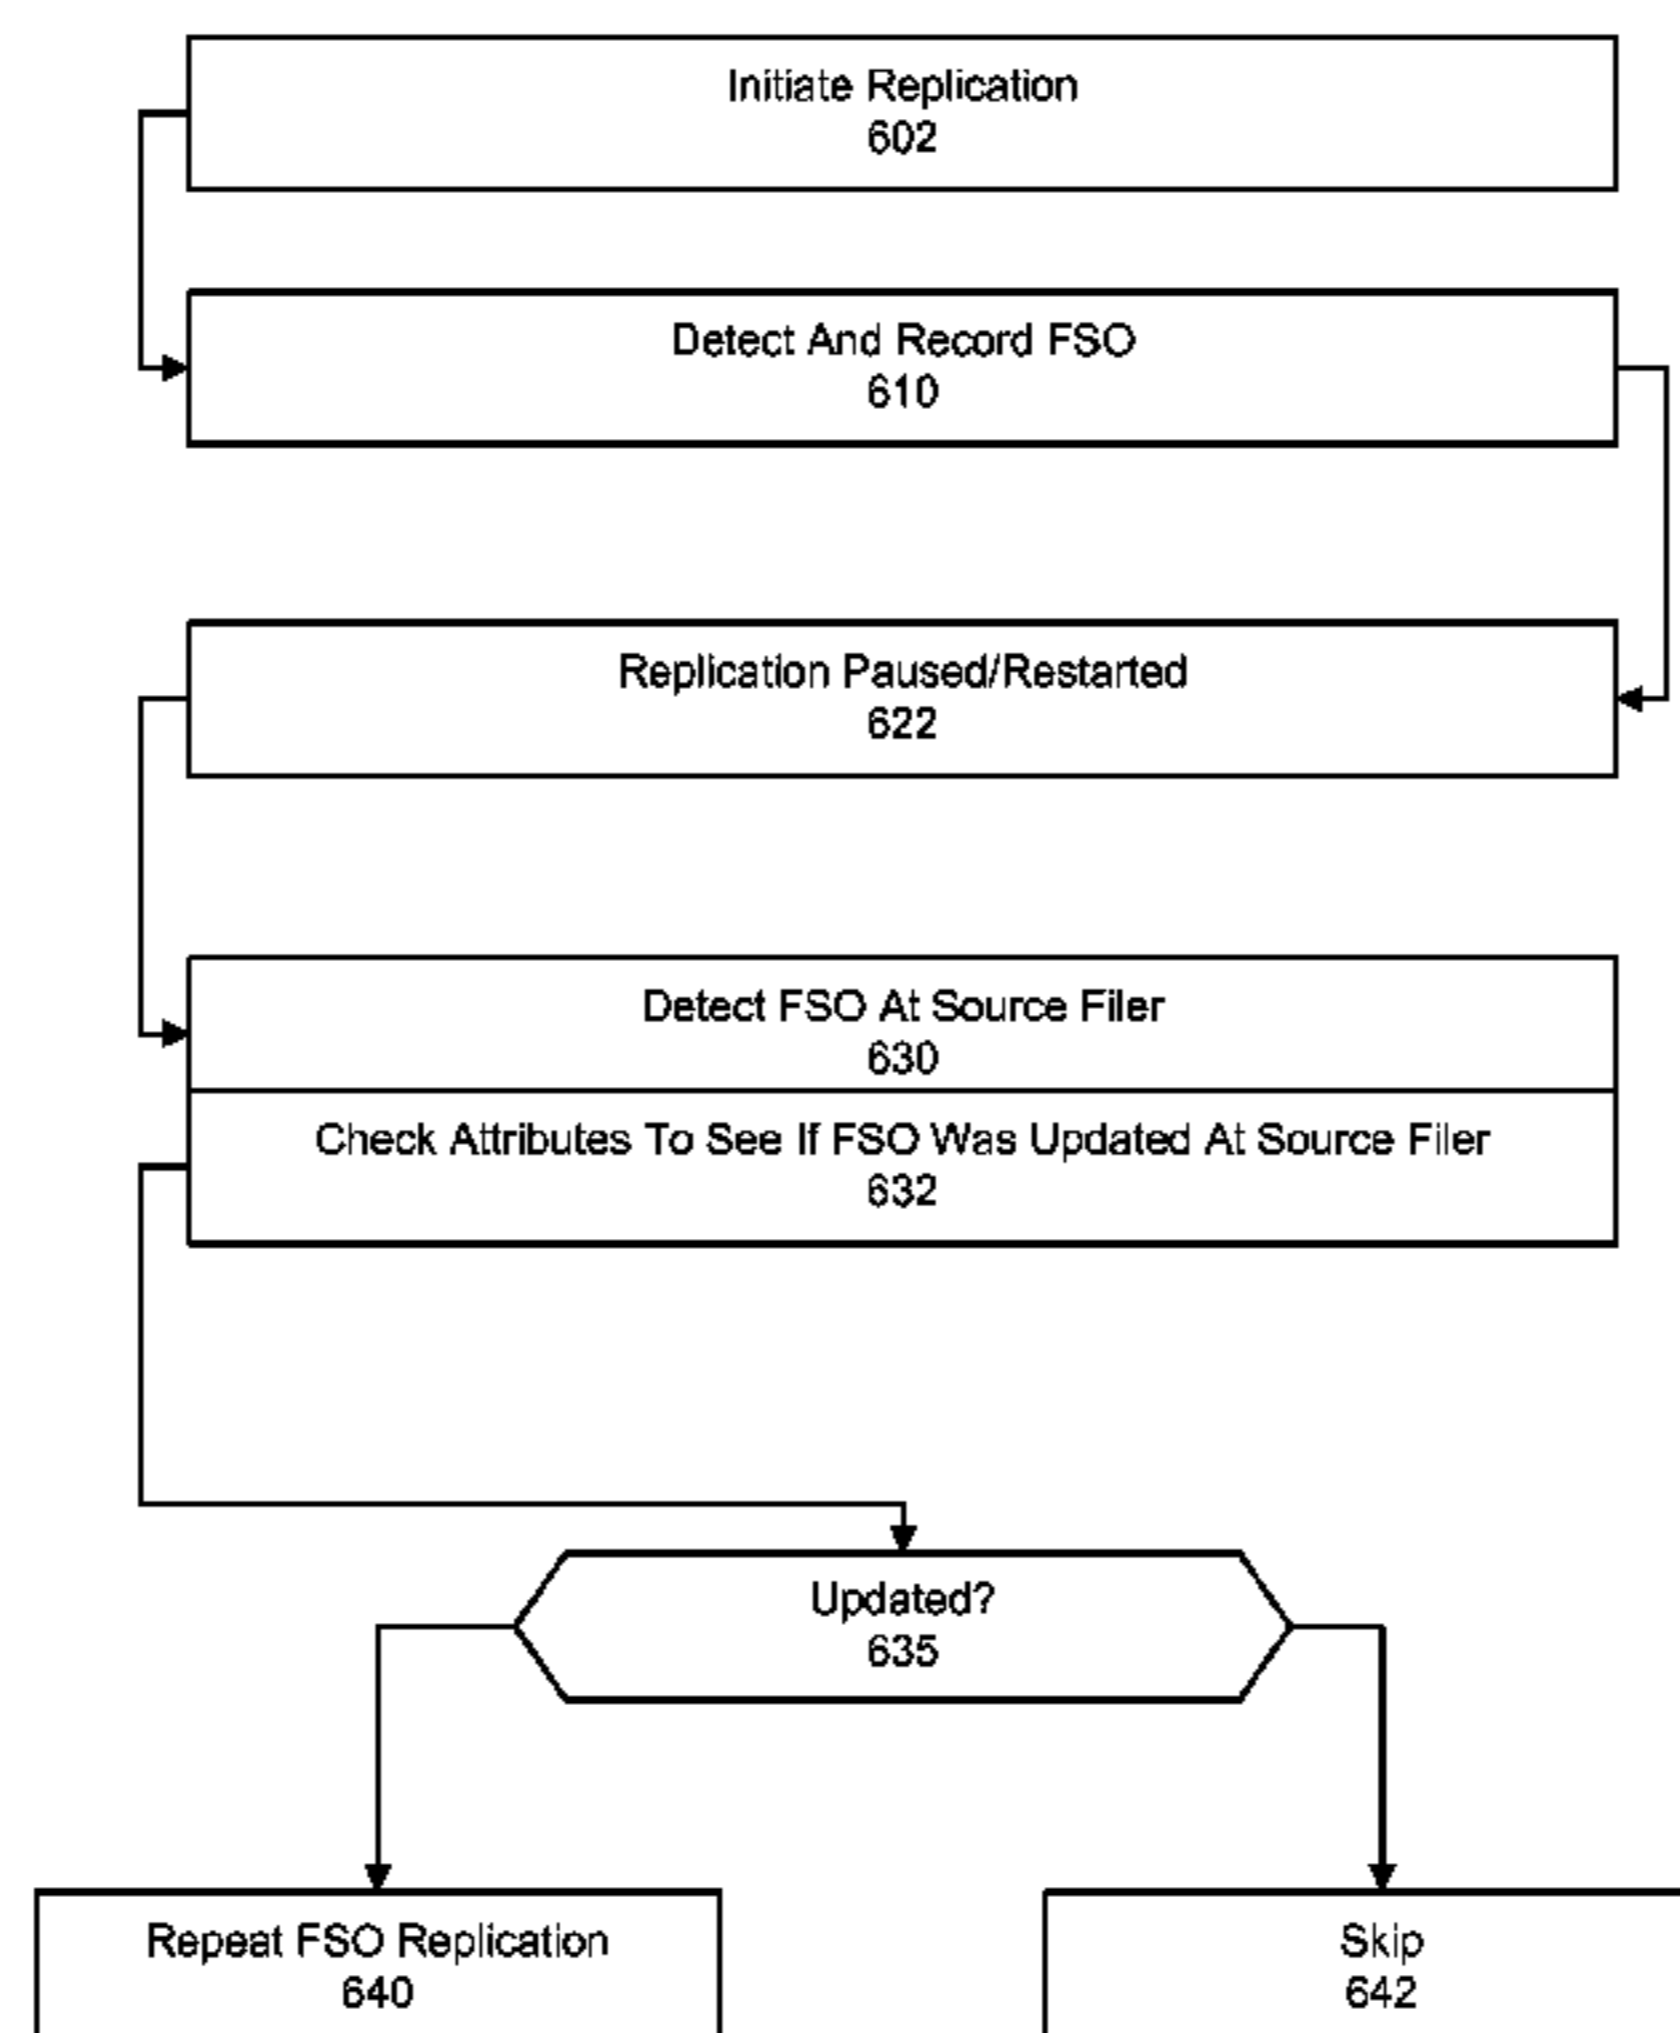 Initiate Replication
602
Detect And Record FSO
610
Replication Paused/Restarted
622
Detect FSO At Source Filer
630
Check Attributes To See If FSO Was Updated At Source Filer
632
Updated?
635
Repeat FSO Replication
640
Skip
642